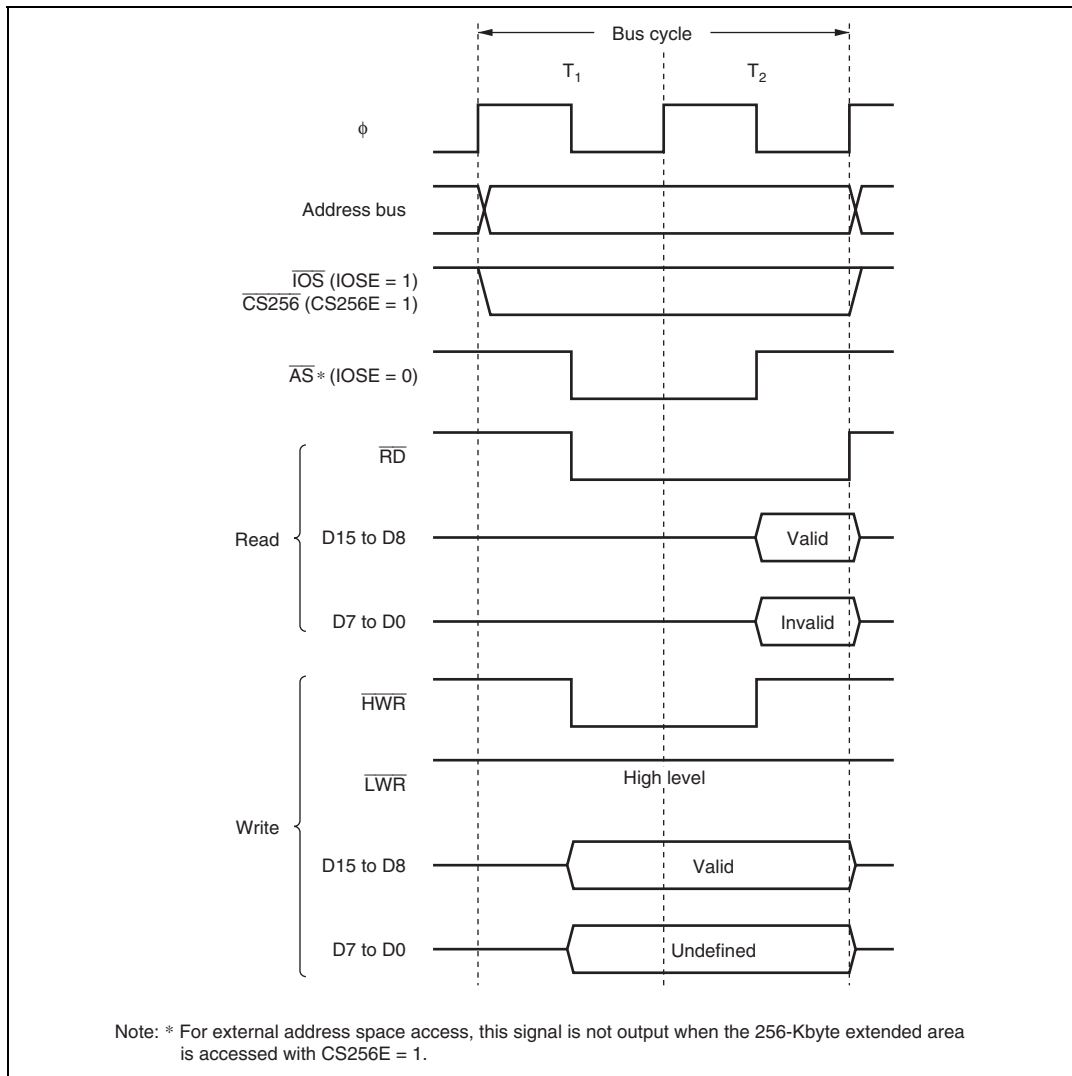 Bus cycle
T1 T2
φ
Address bus
IOS (IOSE = 1)
CS256 (CS256E = 1)
AS * (IOSE = 0)
RD
Read
D15 to D8 Valid
D7 to D0 Invalid
HWR
High level
LWR
Write
D15 to D8 Valid
D7 to D0 Undefined
Note: * For external address space access, this signal is not output when the 256-Kbyte extended area
is accessed with CS256E = 1.